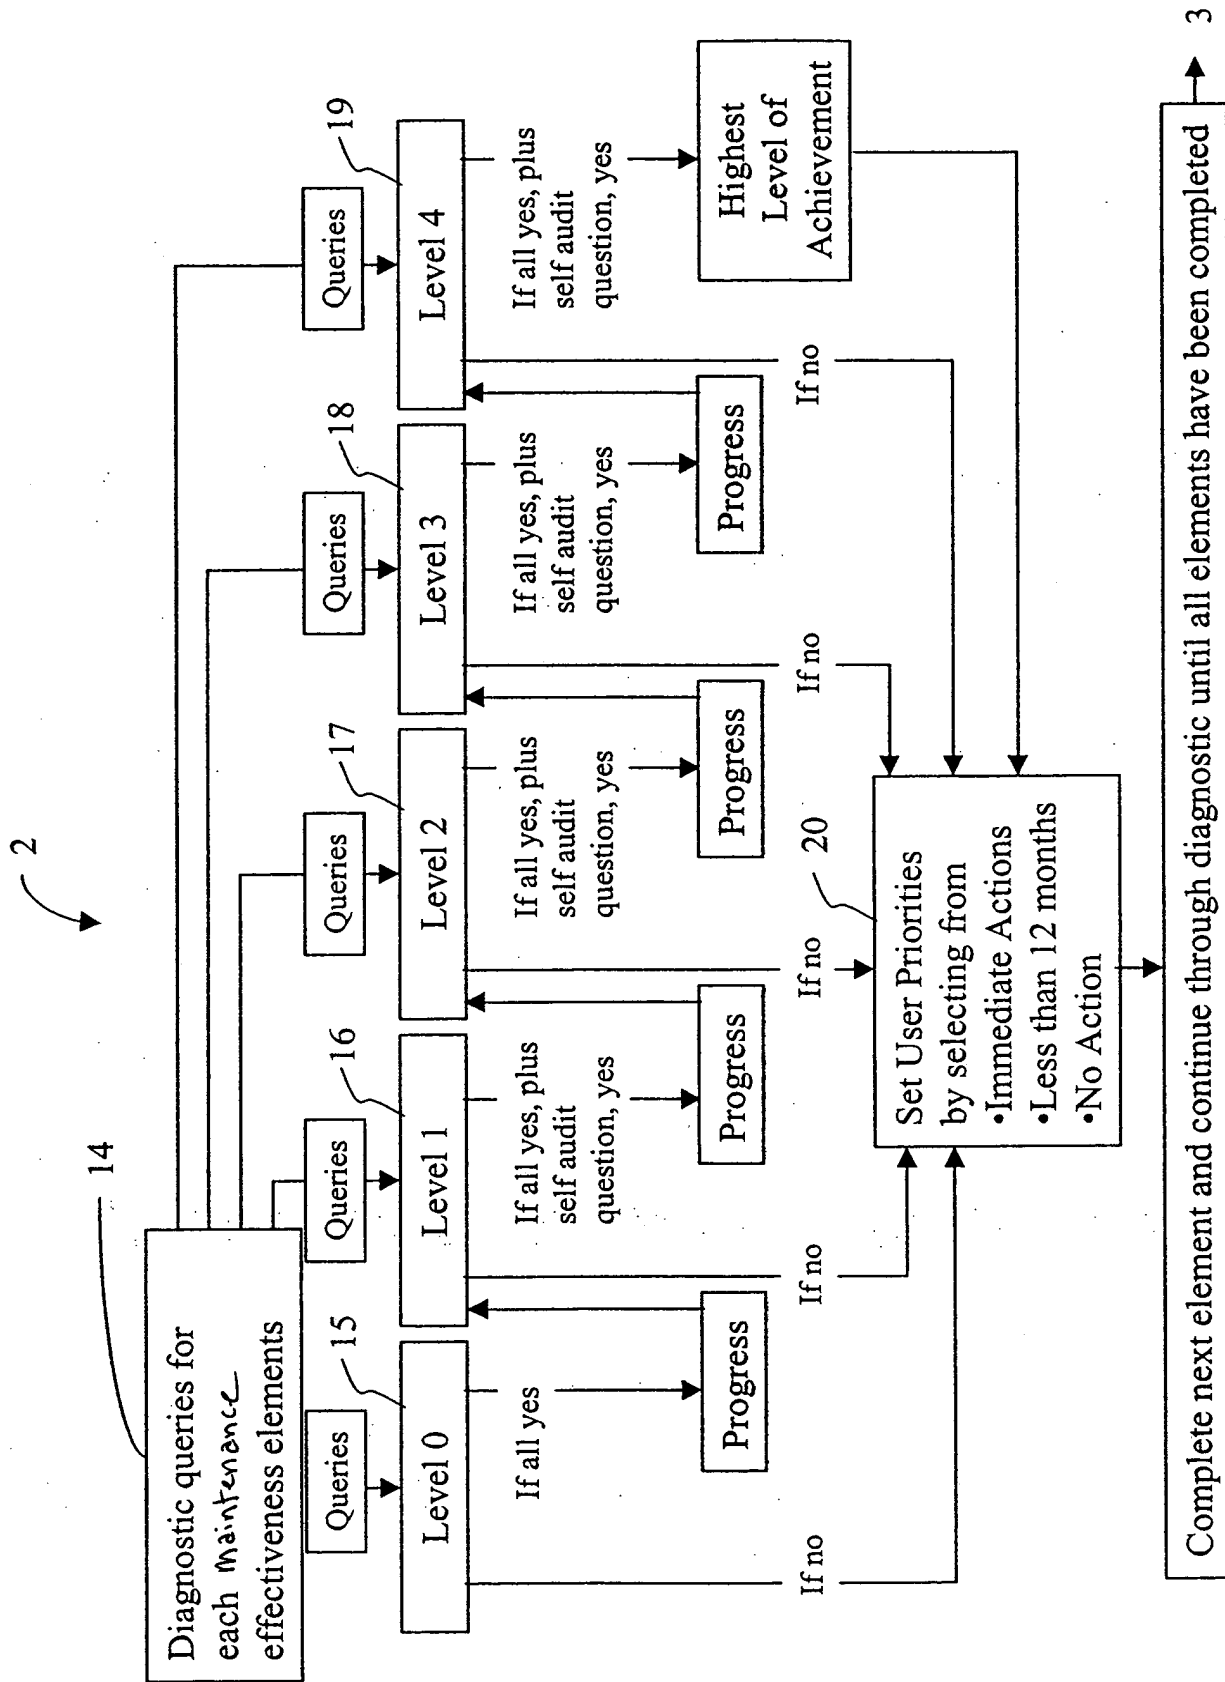 2
14
Diagnostic queries for
each Maintenance
effectiveness elements
Queries
Queries
Queries
Queries
Queries
15
16
17
18
19
Level 0
Level 1
Level 2
Level 3
Level 4
If all yes
If all yes, plus
self audit
question, yes
If all yes, plus
self audit
question, yes
If all yes, plus
self audit
question, yes
If all yes, plus
self audit
question, yes
Progress
Progress
Progress
Progress
Highest
Level of
Achievement
If no
If no
If no
If no
If no
20
Set User Priorities
by selecting from
•Immediate Actions
•Less than 12 months
•No Action
Complete next element and continue through diagnostic until all elements have been completed
3